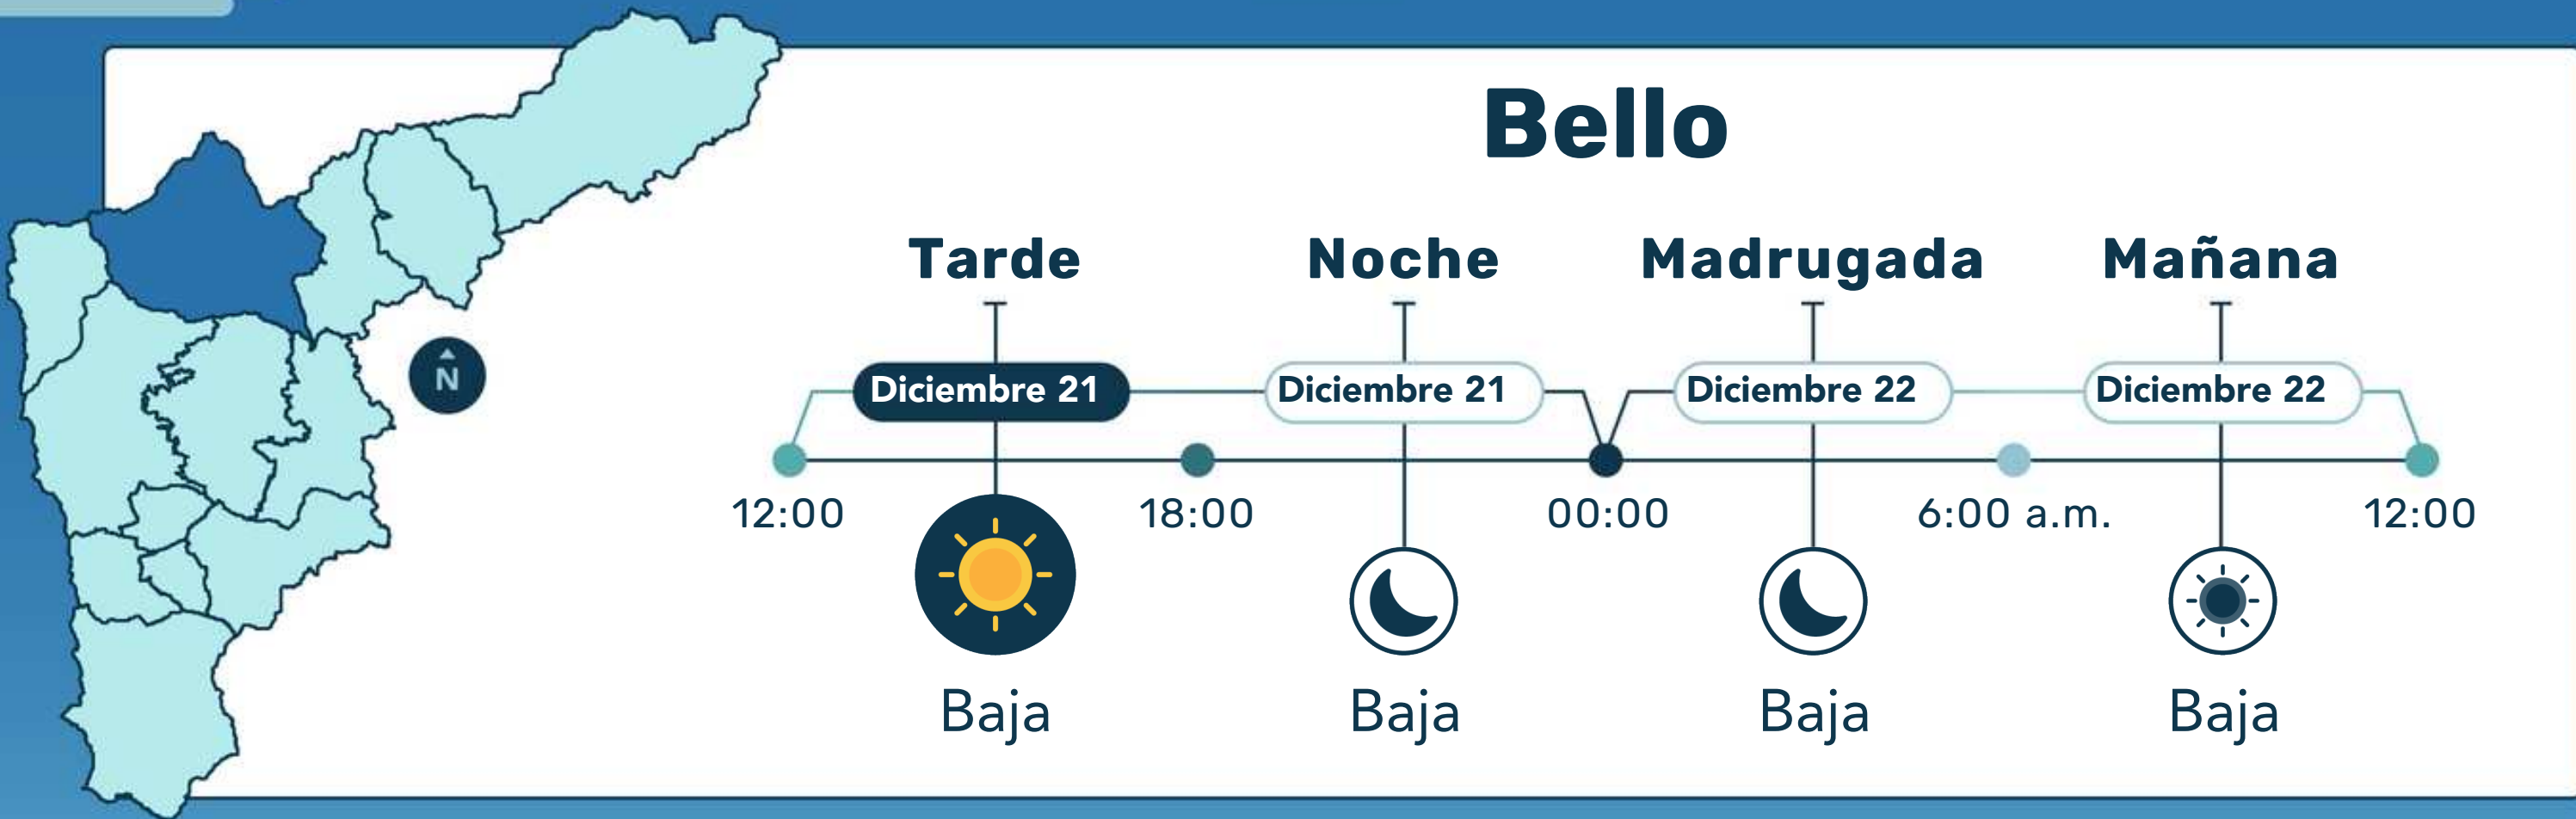 Bello
Tarde
Noche
Madrugada
Mañana
Diciembre 21
Diciembre 21
Diciembre 22
Diciembre 22
N
12:00
18:00
00:00
6:00 a.m.
12:00
Baja
Baja
Baja
Baja